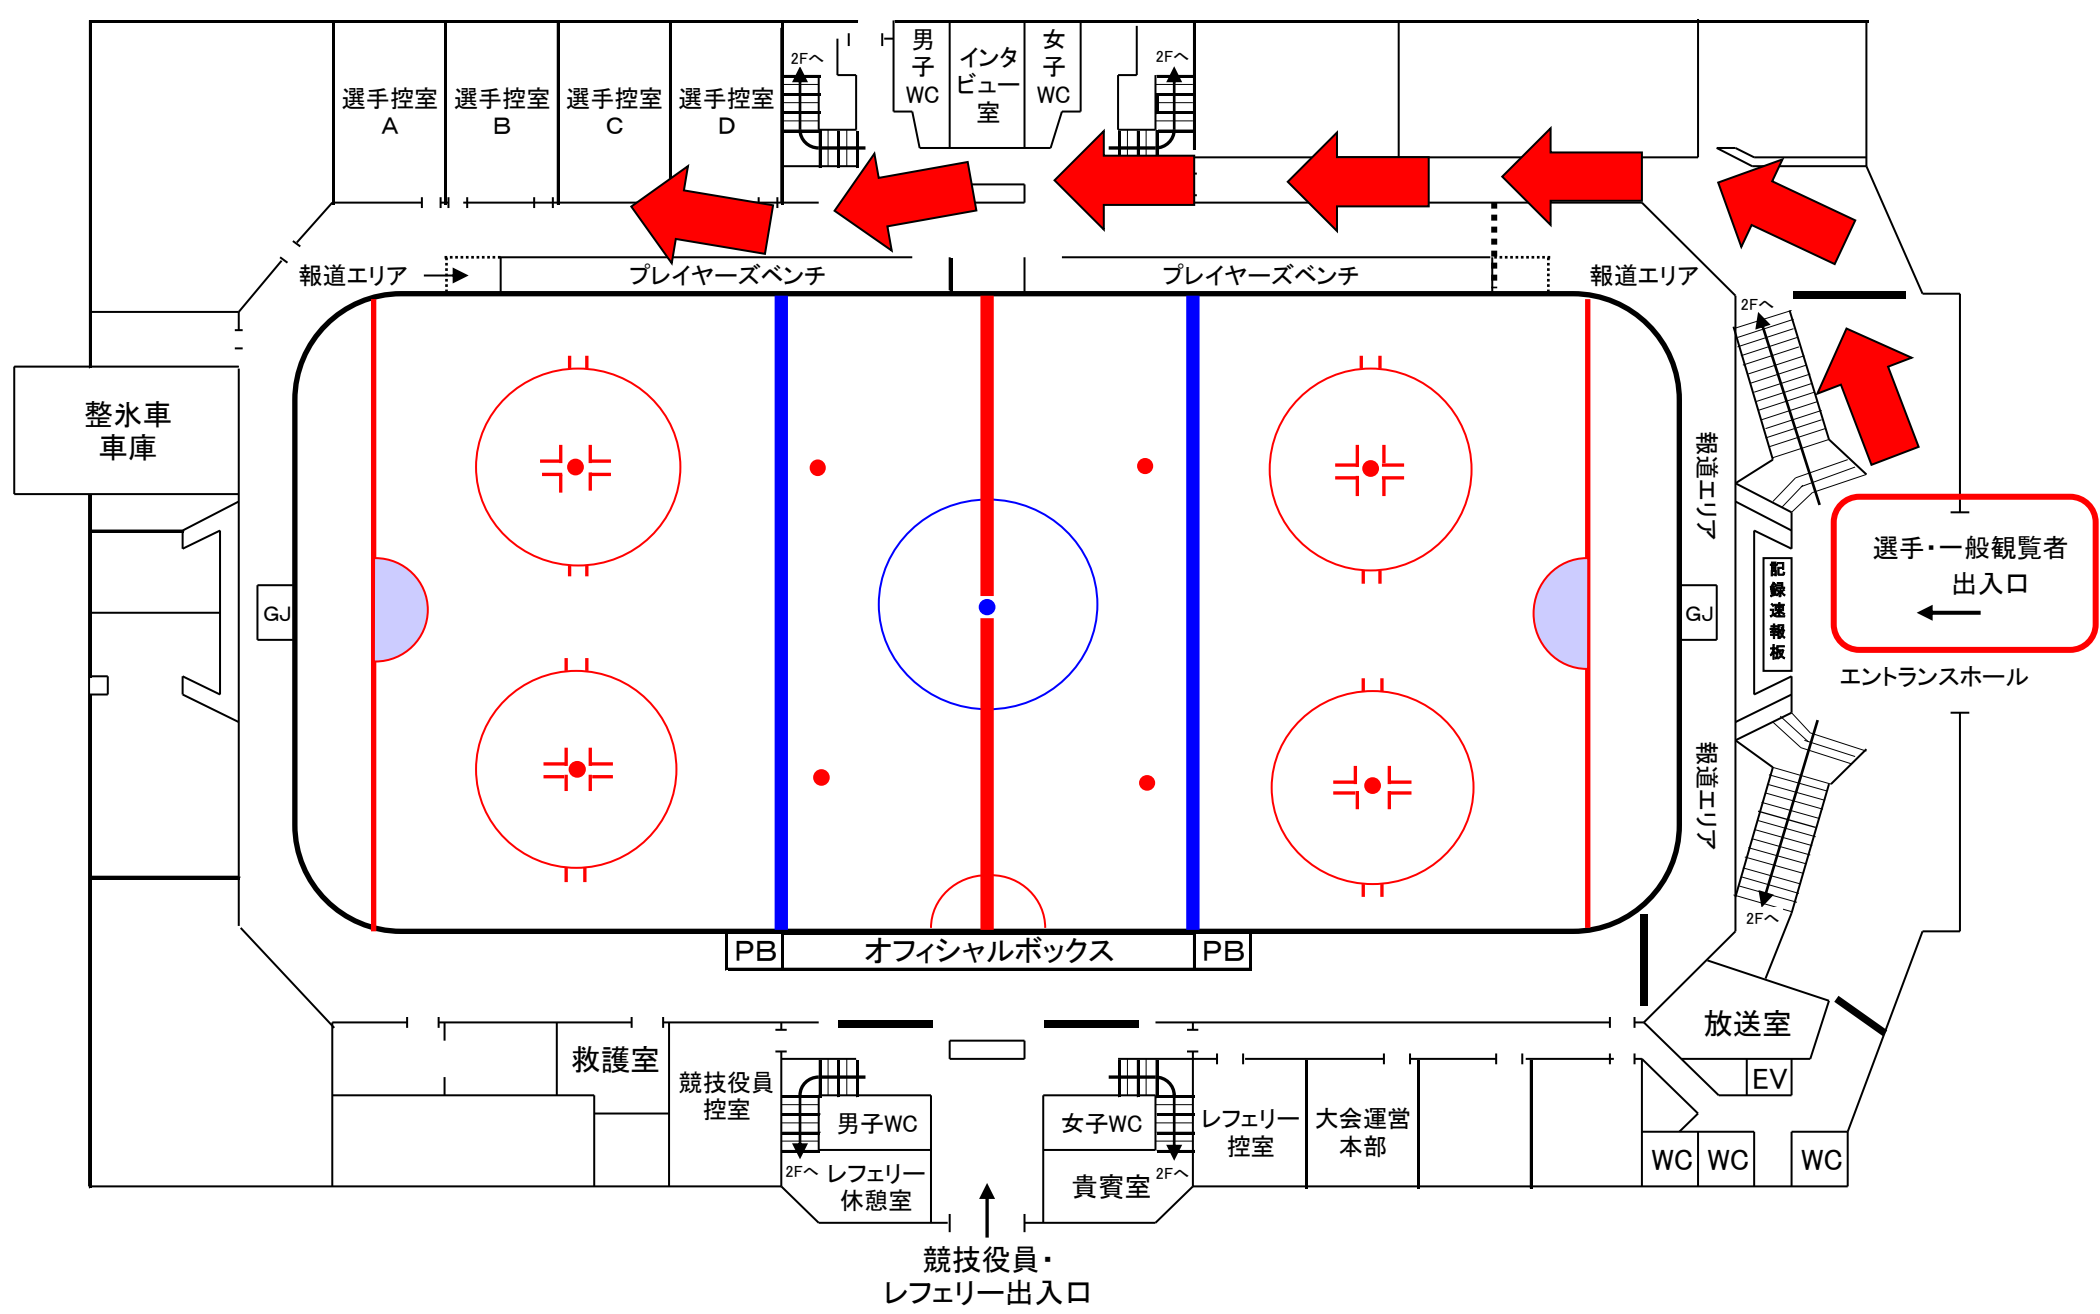 2Fへ
男子WC
インタビュー室
女子WC
2Fへ
選手控室
A
選手控室
B
選手控室
C
選手控室
D
報道エリア
プレイヤーズベンチ
プレイヤーズベンチ
報道エリア
2Fへ
整氷車
車庫
報道エリア
選手・一般観覧者
出入口
記録速報板
GJ
GJ
エントランスホール
報道エリア
2Fへ
PB
オフィシャルボックス
PB
放送室
救護室
EV
競技役員
控室
男子WC
女子WC
レフェリー
控室
大会運営
本部
WC
WC
WC
2Fへ
レフェリー
休憩室
貴賓室
2Fへ
競技役員・
レフェリー出入口